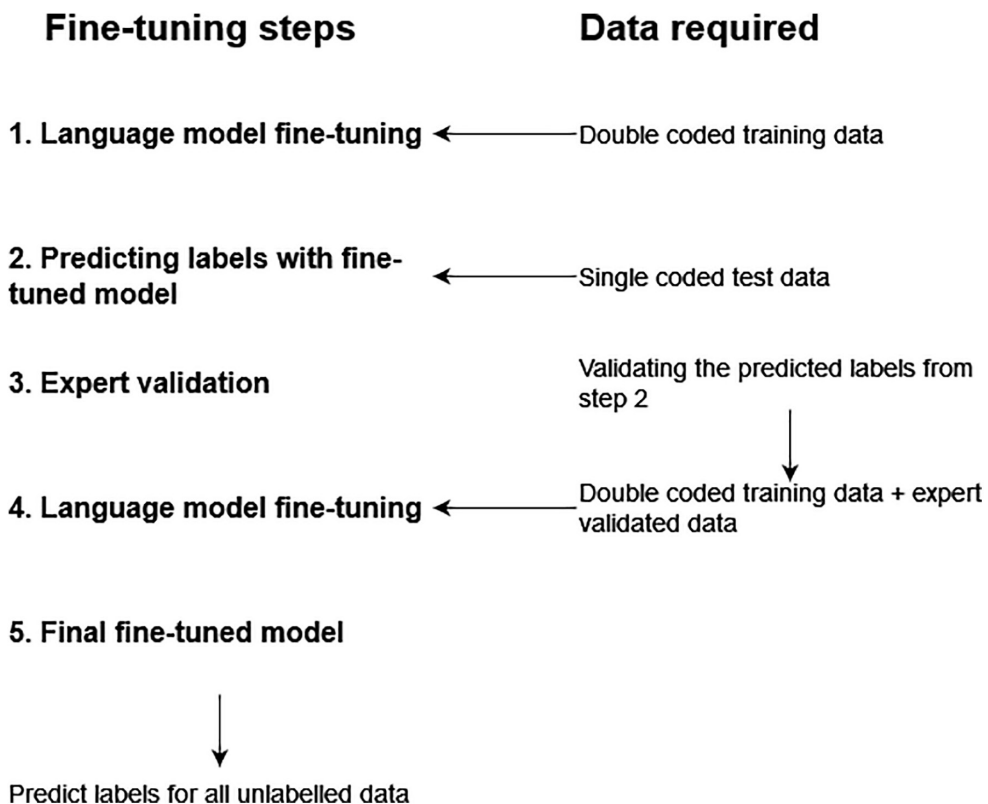 Fine-tuning steps
Data required
1. Language model fine-tuning
Double coded training data
2. Predicting labels with fine-
tuned model
Single coded test data
3. Expert validation
Validating the predicted labels from
step 2
4. Language model fine-tuning
Double coded training data + expert
validated data
5. Final fine-tuned model
Predict labels for all unlabelled data